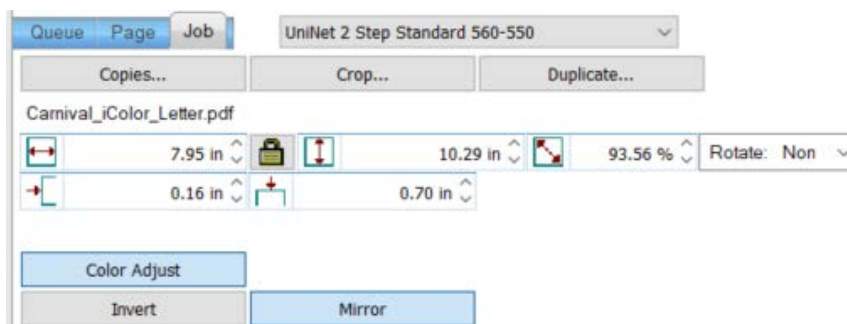 Queue Page Job UniNet 2 Step Standard 560-550
Copies... Crop... Duplicate...
Carnival_iColor_Letter.pdf
7.95 in 10.29 in 93.56 % Rotate: Non
0.16 in 0.70 in
Color Adjust
Invert Mirror